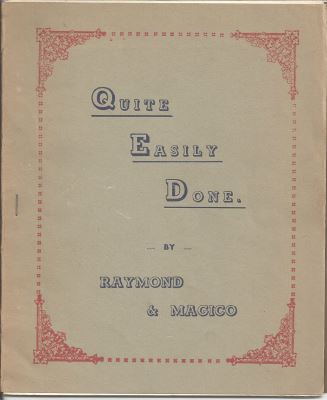 QUITE
EASILY
DONE.
— BY —
RAYMOND
& MAGICO